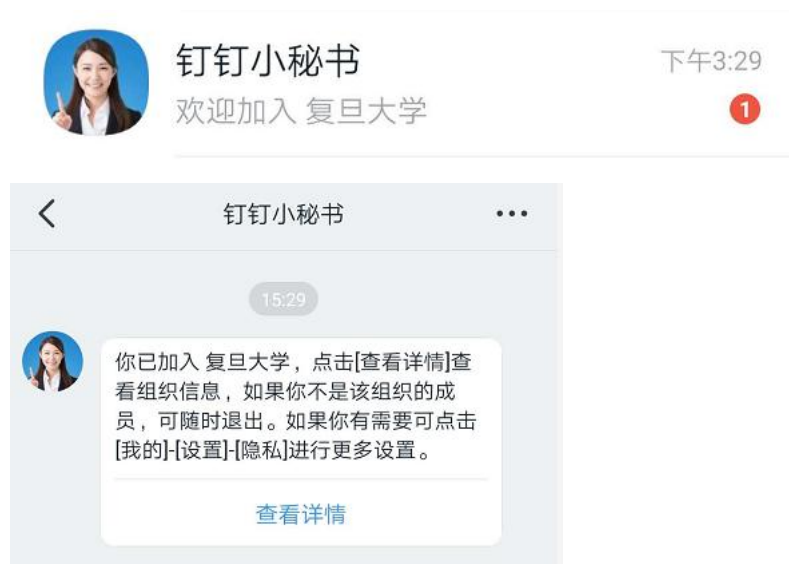 钉钉小秘书
下午3:29
欢迎加入 复旦大学
1
钉钉小秘书
15:29
你已加入 复旦大学，点击[查看详情]查
看组织信息，如果你不是该组织的成
员，可随时退出。如果你有需要可点击
[我的]-[设置]-[隐私]进行更多设置。
查看详情